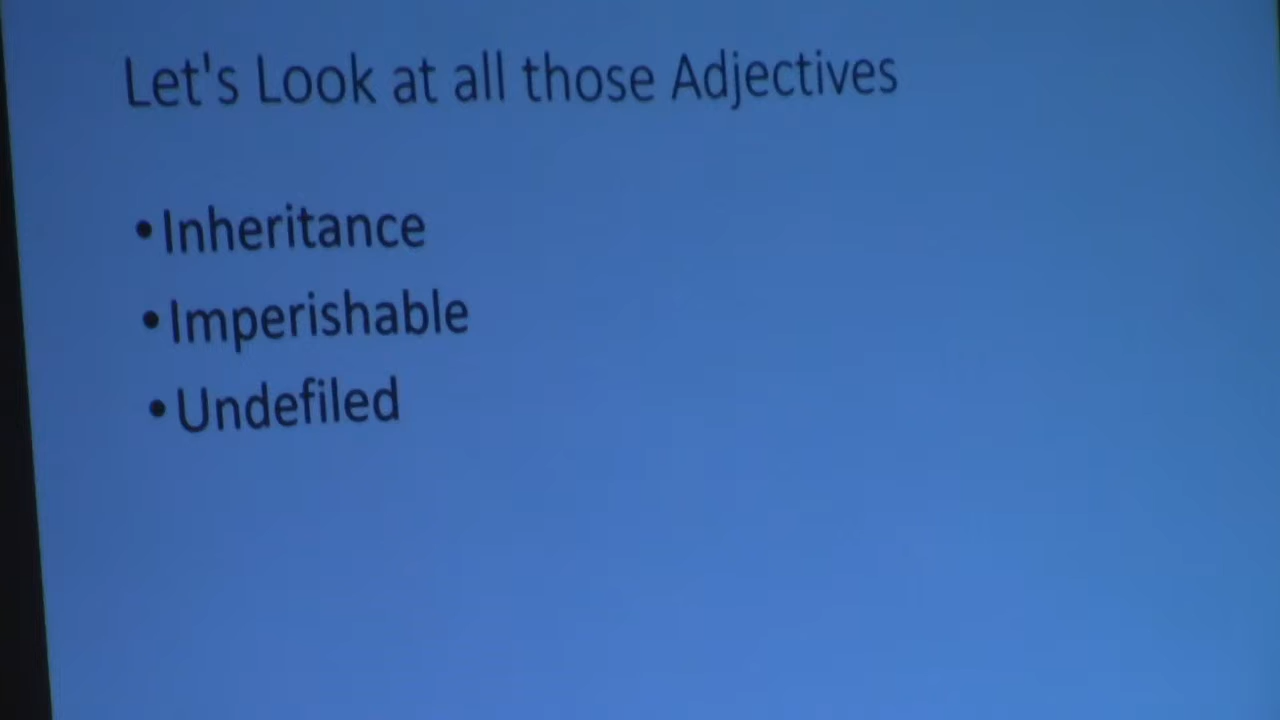 Let's Look at all those Adjectives
• Inheritance
• Imperishable
• Undefiled